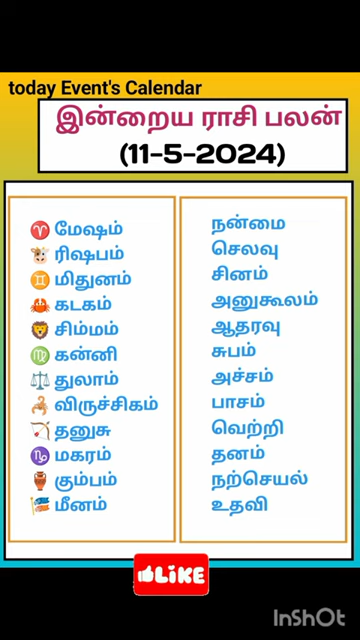 today Event's Calendar
இன்றைய ராசி பலன்
(11-5-2024)
மேஷம் நன்மை
ரிஷபம் செலவு
மிதுனம் சினம்
கடகம் அனுகூலம்
சிம்மம் ஆதரவு
கன்னி சுபம்
துலாம் அச்சம்
விருச்சிகம் பாசம்
தனுசு வெற்றி
மகரம் தனம்
கும்பம் நற்செயல்
மீனம் உதவி
LIKE
InShOt